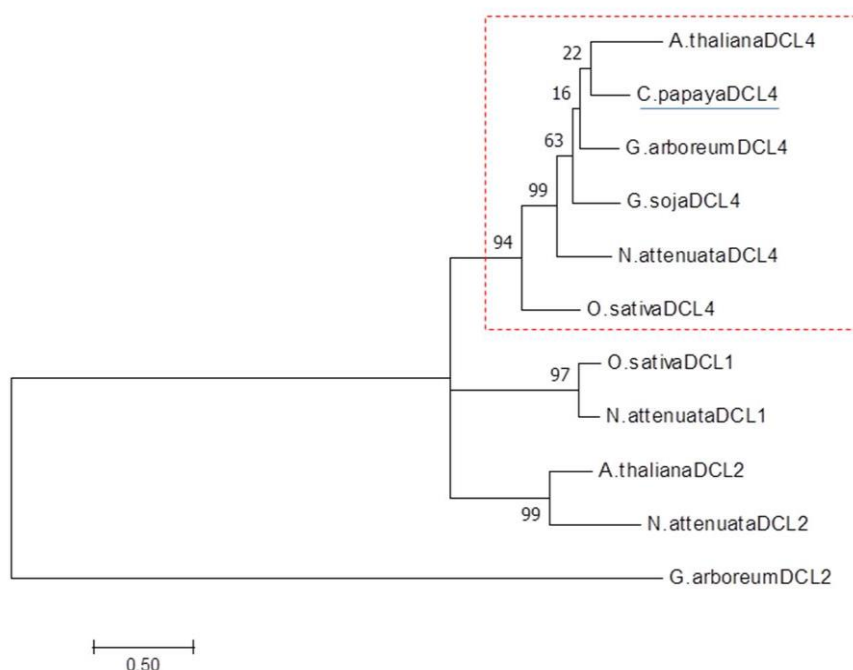 A.thalianaDCL4
22
C.papayaDCL4
16
G.arboreumDCL4
63
G.sojaDCL4
99
N.attenuataDCL4
94
O.sativaDCL4
O.sativaDCL1
97
N.attenuataDCL1
A.thalianaDCL2
99
N.attenuataDCL2
G.arboreumDCL2
0.50